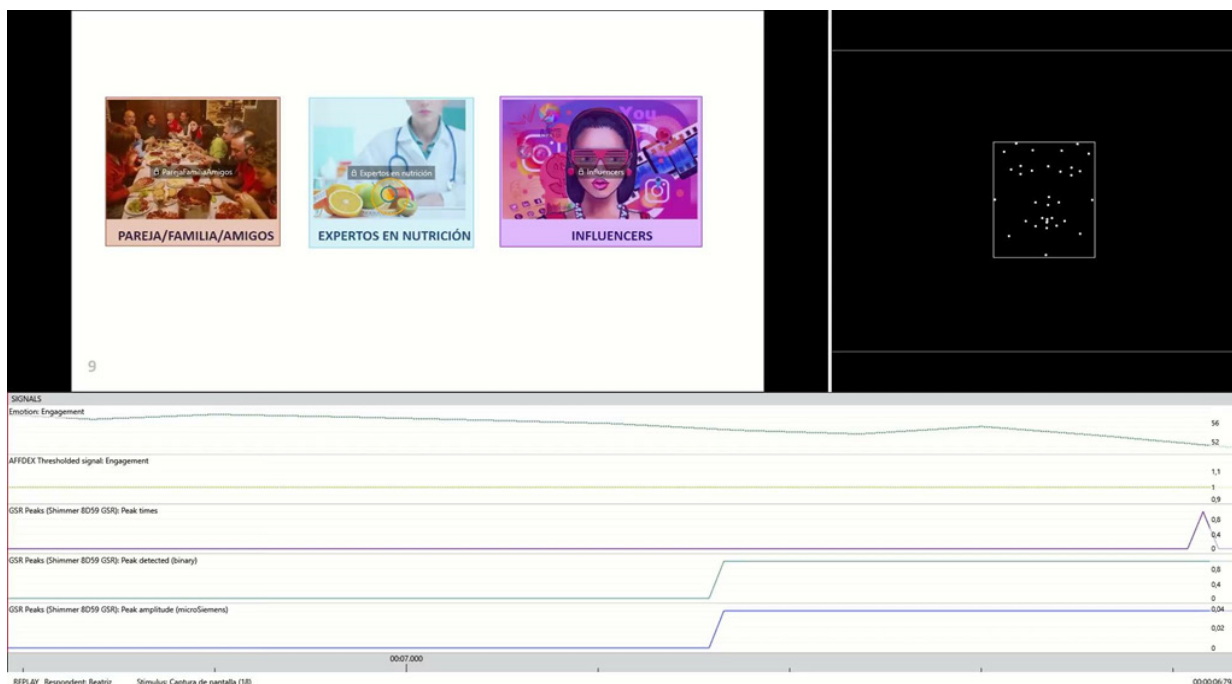 You
ParejaFamiliaAmigos
Expertos en nutrición
Influencers
PAREJA/FAMILIA/AMIGOS
EXPERTOS EN NUTRICIÓN
INFLUENCERS
9
SIGNALS
Emotion: Engagement
56
52
AFFDEX Thresholded signal: Engagement
1,1
1
0,9
GSR Peaks (Shimmer 8D59 GSR): Peak times
0,8
0,4
0
GSR Peaks (Shimmer 8D59 GSR): Peak detected (binary)
0,8
0,4
0
GSR Peaks (Shimmer 8D59 GSR): Peak amplitude (microSiemens)
0,04
0,02
0
00:07.000
REPLAY Respondent: Beatriz Stimulus: Captura de pantalla (18)